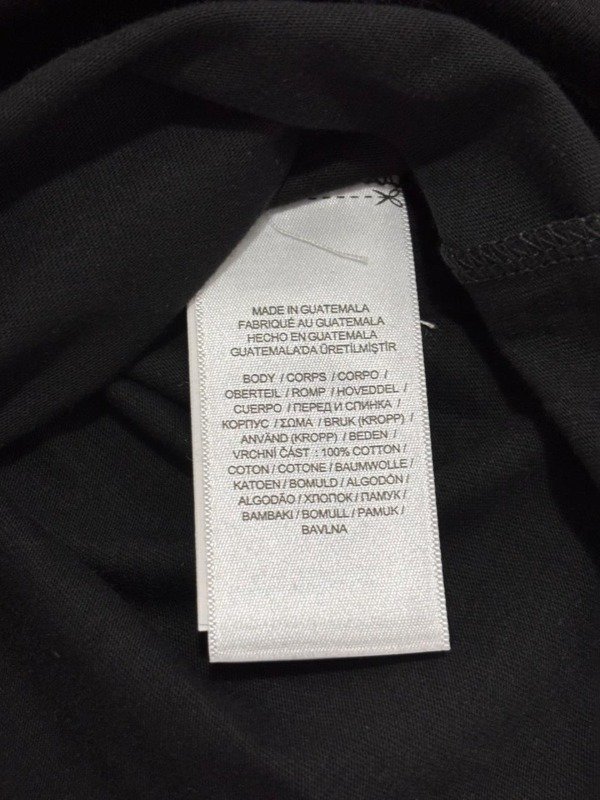 MADE IN GUATEMALA
FABRIQUÉ AU GUATEMALA
HECHO EN GUATEMALA
GUATEMALA'DA ÜRETİLMİŞTİR
BODY / CORPS / CORPO /
OBERTEIL / ROMP / HOVEDDEL /
CUERPO / ПЕРЕД И СПИНКА /
КОРПУС / ΣΩΜΑ / BRUK (KROPP) /
ANVÄND (KROPP) / BEDEN /
VRCHNÍ ČÁST : 100% COTTON /
COTON / COTONE / BAUMWOLLE /
KATOEN / BOMULD / ALGODÓN /
ALGODÃO / ХЛОПОК / ПАМУК /
BAMBAKI / BOMULL / PAMUK /
BAVLNA